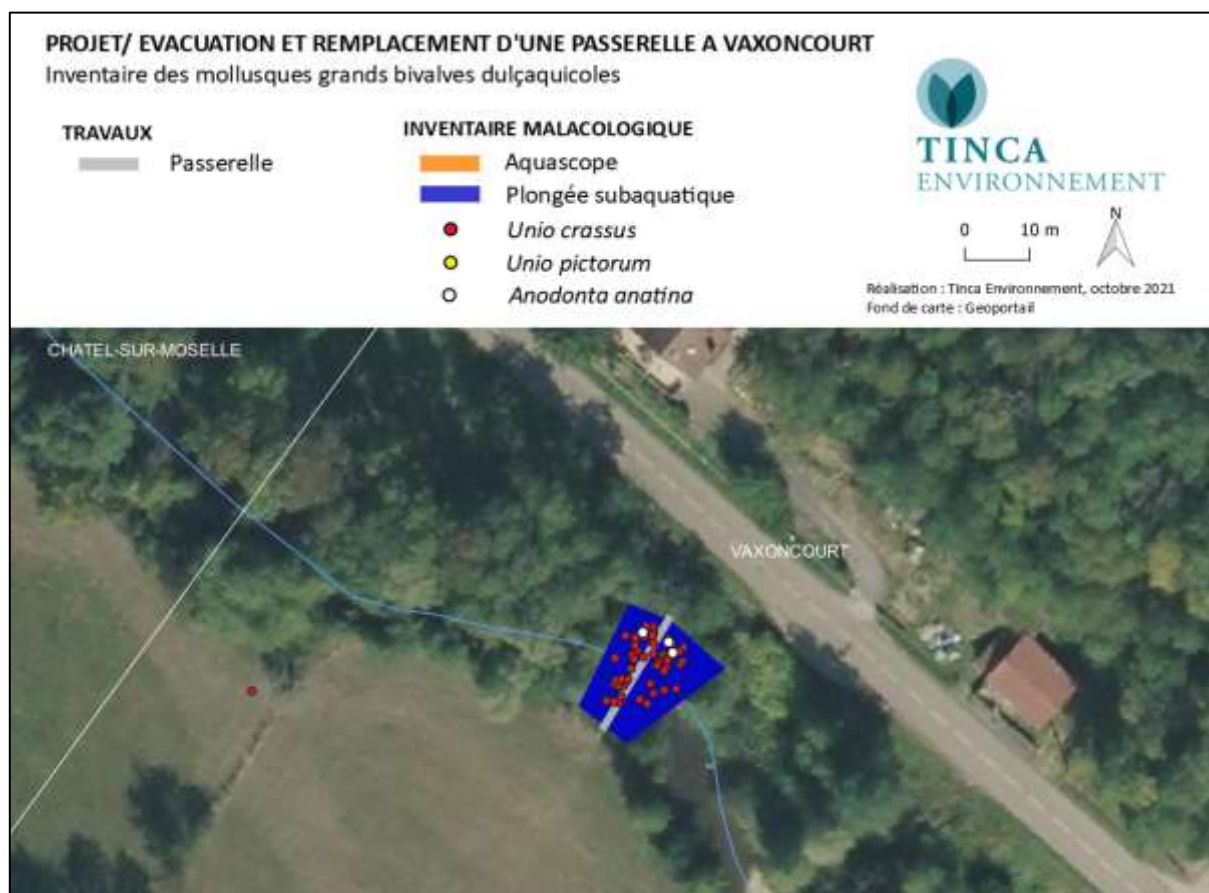 PROJET/ EVACUATION ET REMPLACEMENT D'UNE PASSERELLE A VAXONCOURT
Inventaire des mollusques grands bivalves dulçaquicoles
TRAVAUX
Passerelle
INVENTAIRE MALACOLOGIQUE
Aquascope
Plongée subaquatique
Unio crassus
Unio pictorum
Anodonta anatina
TINCA
ENVIRONNEMENT
0 10 m
N
Réalisation : Tinca Environnement, octobre 2021
Fond de carte : Geoportail
CHATEL-SUR-MOSELLE
VAXONCOURT